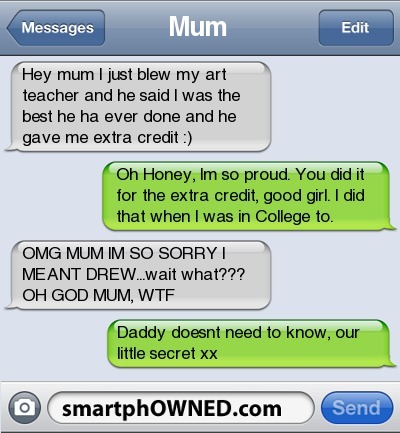 Messages
Mum
Edit
Hey mum I just blew my art
teacher and he said I was the
best he ha ever done and he
gave me extra credit :)
Oh Honey, Im so proud. You did it
for the extra credit, good girl. I did
that when I was in College to.
OMG MUM IM SO SORRY I
MEANT DREW...wait what???
OH GOD MUM, WTF
Daddy doesnt need to know, our
little secret xx
smartphOWNED.com
Send